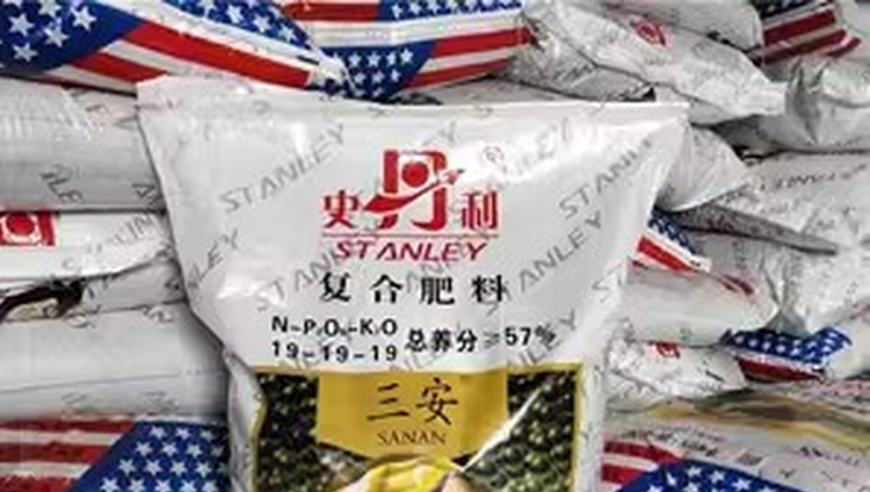 史丹利®
STANLEY
复合肥料
N-P₂O₅-K₂O
19-19-19
总养分≥57%
三安
SANAN